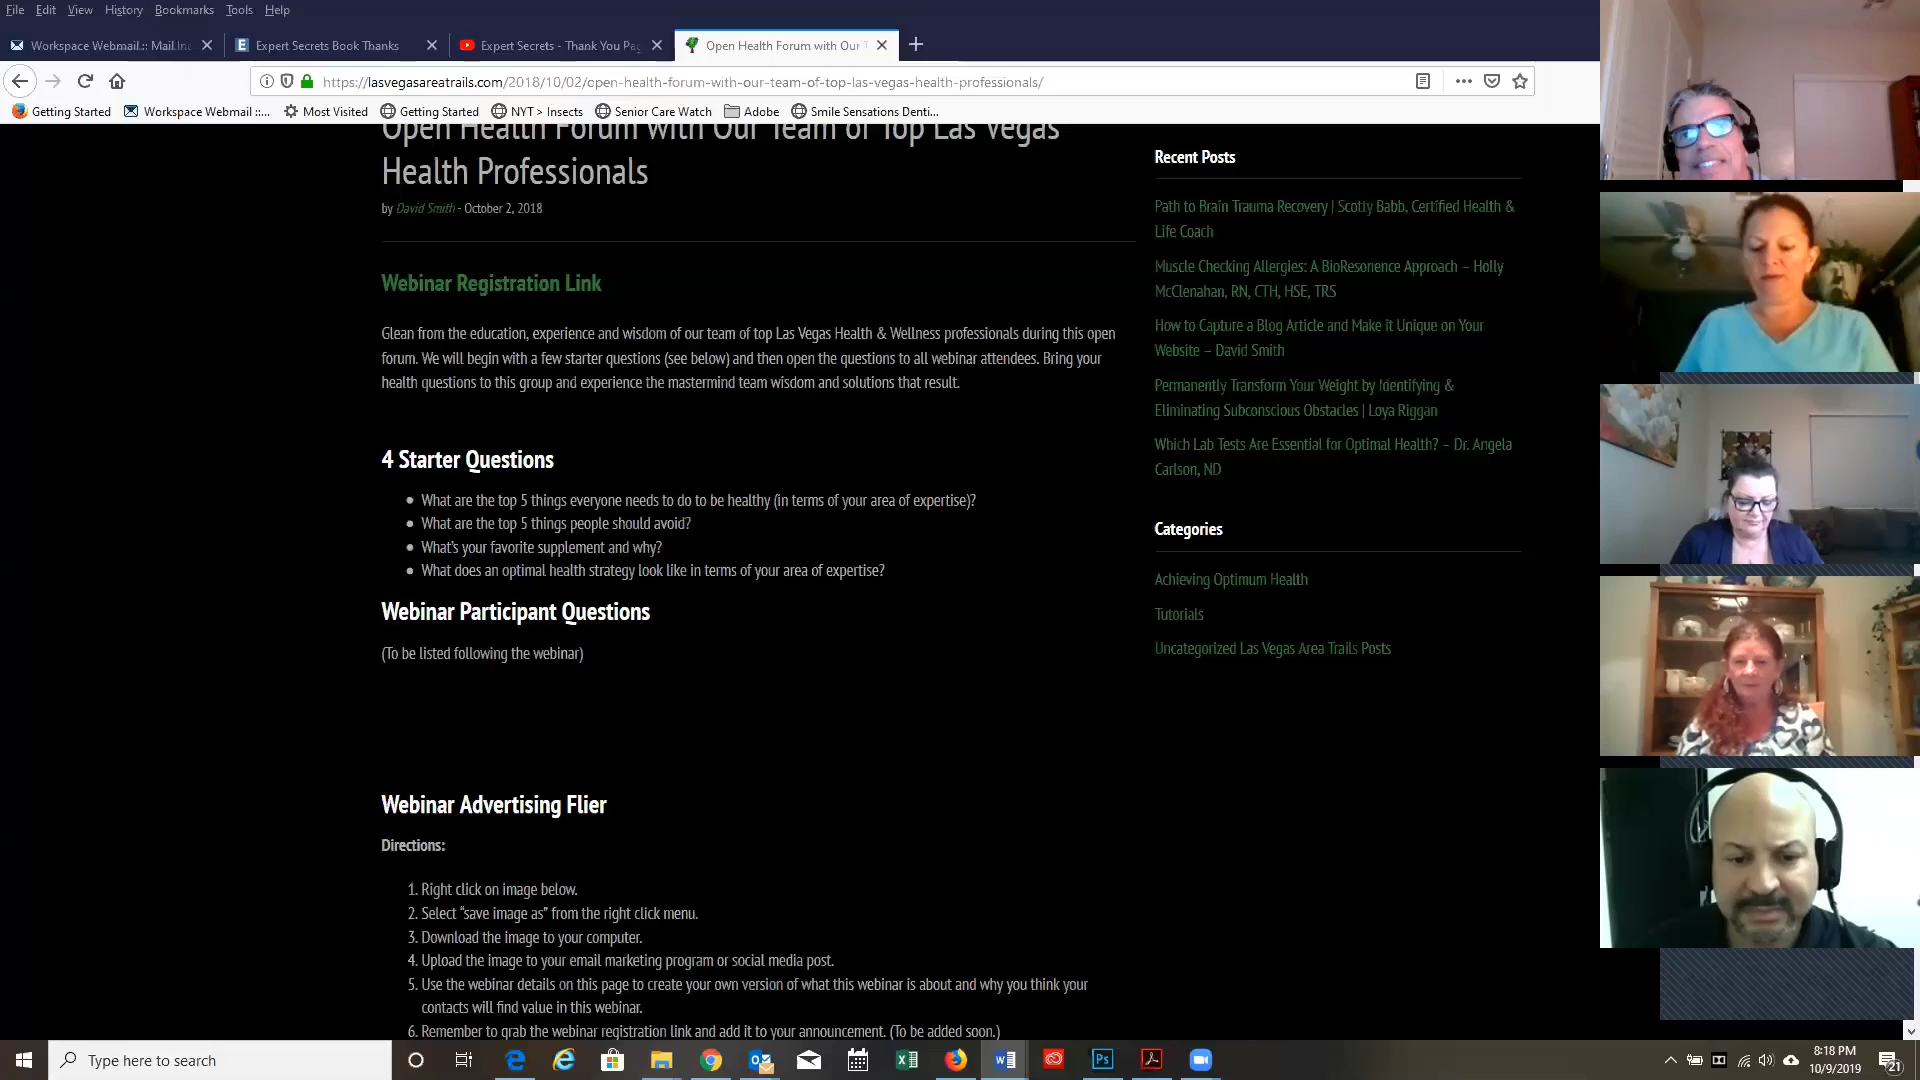 File Edit View History Bookmarks Tools Help
Workspace Webmail :: Mail
Expert Secrets Book Thanks
Expert Secrets - Thank You
Open Health Forum with Our
https://lasvegasareatrails.com/2018/10/02/open-health-forum-with-our-team-of-top-las-vegas-health-professionals/
Getting Started Workspace Webmail ::... Most Visited Getting Started NYT > Insects Senior Care Watch Adobe Smile Sensations Denti...
Open Health Forum with Our Team of Top Las Vegas
Health Professionals
by David Smith - October 2, 2018
Webinar Registration Link
Glean from the education, experience and wisdom of our team of top Las Vegas Health & Wellness professionals during this open
forum. We will begin with a few starter questions (see below) and then open the questions to all webinar attendees. Bring your
health questions to this group and experience the mastermind team wisdom and solutions that result.
4 Starter Questions
• What are the top 5 things everyone needs to do to be healthy (in terms of your area of expertise)?
• What are the top 5 things people should avoid?
• What's your favorite supplement and why?
• What does an optimal health strategy look like in terms of your area of expertise?
Webinar Participant Questions
(To be listed following the webinar)
Webinar Advertising Flier
Directions:
1. Right click on image below.
2. Select “save image as” from the right click menu.
3. Download the image to your computer.
4. Upload the image to your email marketing program or social media post.
5. Use the webinar details on this page to create your own version of what this webinar is about and why you think your
contacts will find value in this webinar.
6. Remember to grab the webinar registration link and add it to your announcement. (To be added soon.)
Recent Posts
Path to Brain Trauma Recovery | Scotty Babb, Certified Health &
Life Coach
Muscle Checking Allergies: A BioResonence Approach – Holly
McClenahan, RN, CTH, HSE, TRS
How to Capture a Blog Article and Make it Unique on Your
Website – David Smith
Permanently Transform Your Weight by Identifying &
Eliminating Subconscious Obstacles | Loya Riggan
Which Lab Tests Are Essential for Optimal Health? – Dr. Angela
Carlson, ND
Categories
Achieving Optimum Health
Tutorials
Uncategorized Las Vegas Area Trails Posts
Type here to search
8:18 PM
10/9/2019
21